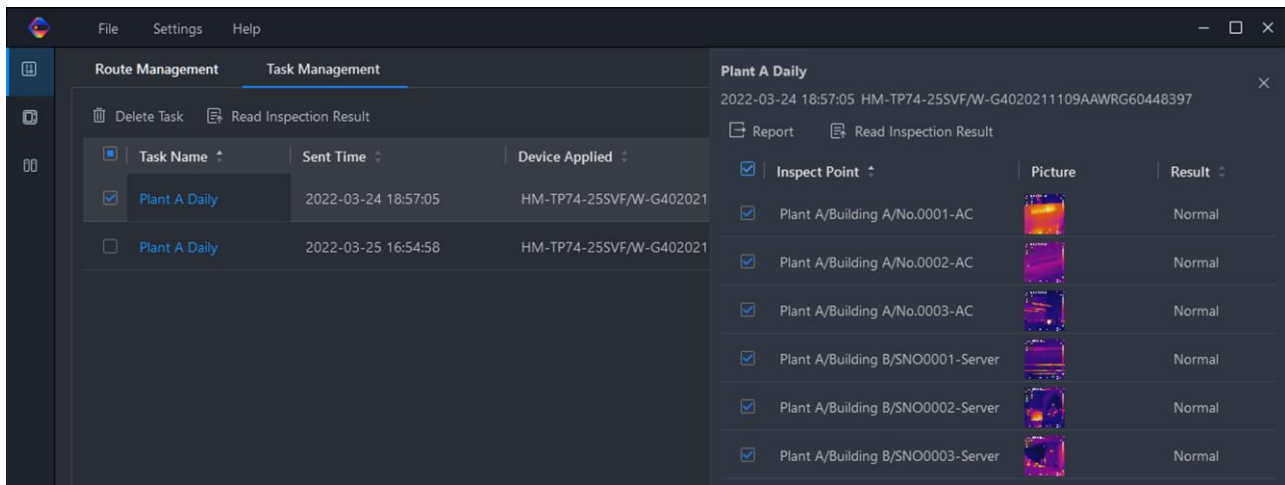 File Settings Help
Route Management Task Management
Delete Task Read Inspection Result
Task Name Sent Time Device Applied
Plant A Daily 2022-03-24 18:57:05 HM-TP74-25SVF/W-G402021
Plant A Daily 2022-03-25 16:54:58 HM-TP74-25SVF/W-G402021
Plant A Daily
2022-03-24 18:57:05 HM-TP74-25SVF/W-G4020211109AAWRG60448397
Report Read Inspection Result
Inspect Point Picture Result
Plant A/Building A/No.0001-AC Normal
Plant A/Building A/No.0002-AC Normal
Plant A/Building A/No.0003-AC Normal
Plant A/Building B/SNO0001-Server Normal
Plant A/Building B/SNO0002-Server Normal
Plant A/Building B/SNO0003-Server Normal